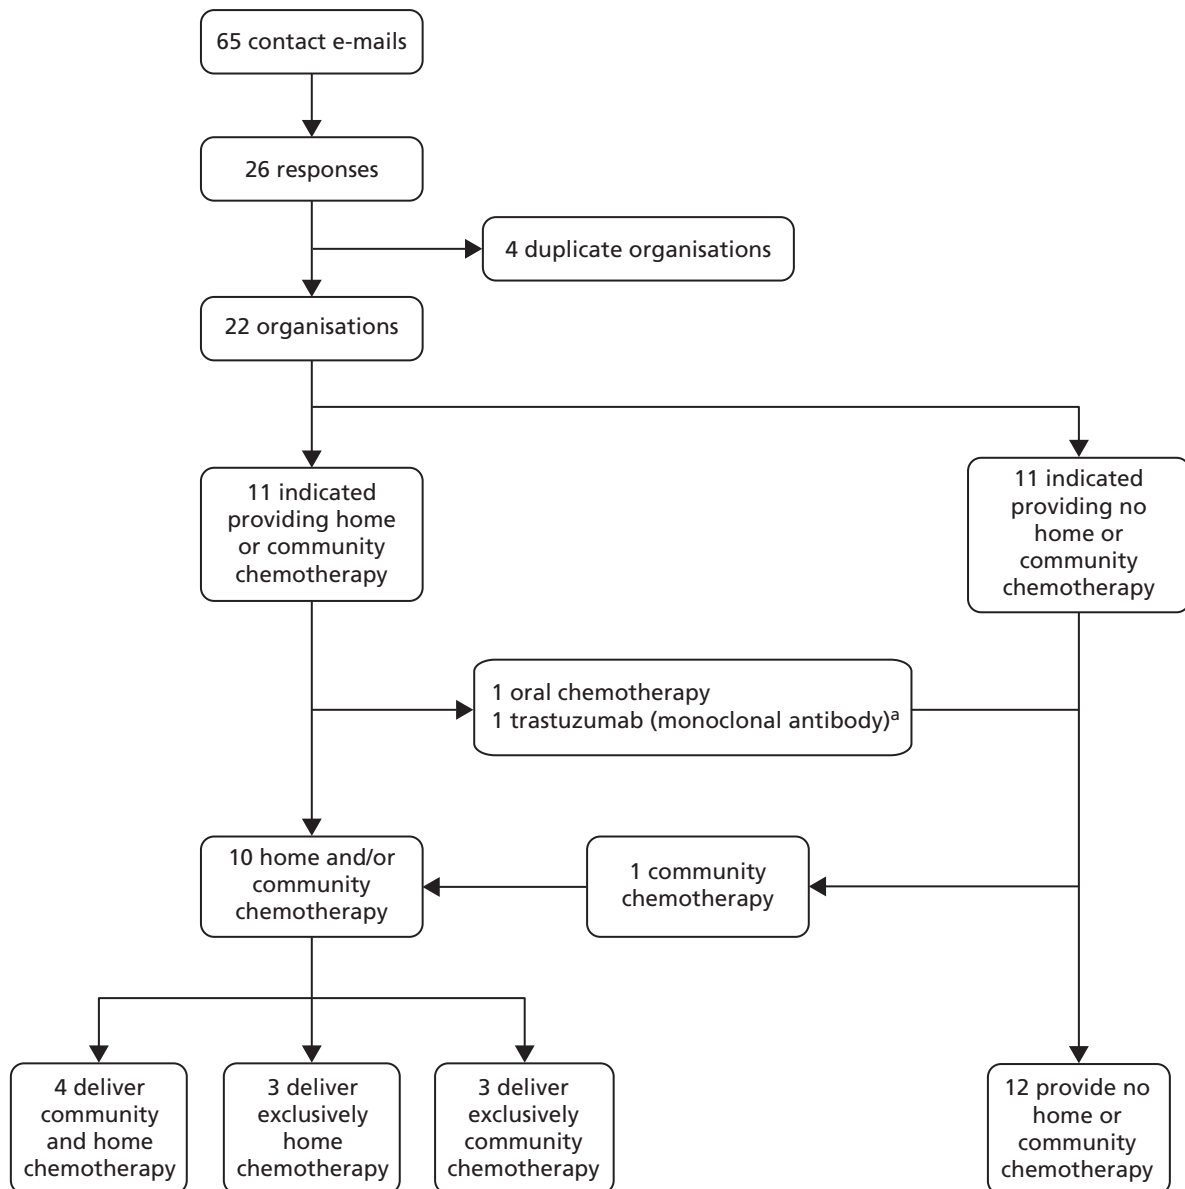 65 contact e-mails
26 responses
4 duplicate organisations
22 organisations
11 indicated
providing home
or community
chemotherapy
11 indicated
providing no
home or
community
chemotherapy
1 oral chemotherapy
1 trastuzumab (monoclonal antibody)a
10 home and/or
community
chemotherapy
1 community
chemotherapy
4 deliver
community
and home
chemotherapy
3 deliver
exclusively
home
chemotherapy
3 deliver
exclusively
community
chemotherapy
12 provide no
home or
community
chemotherapy